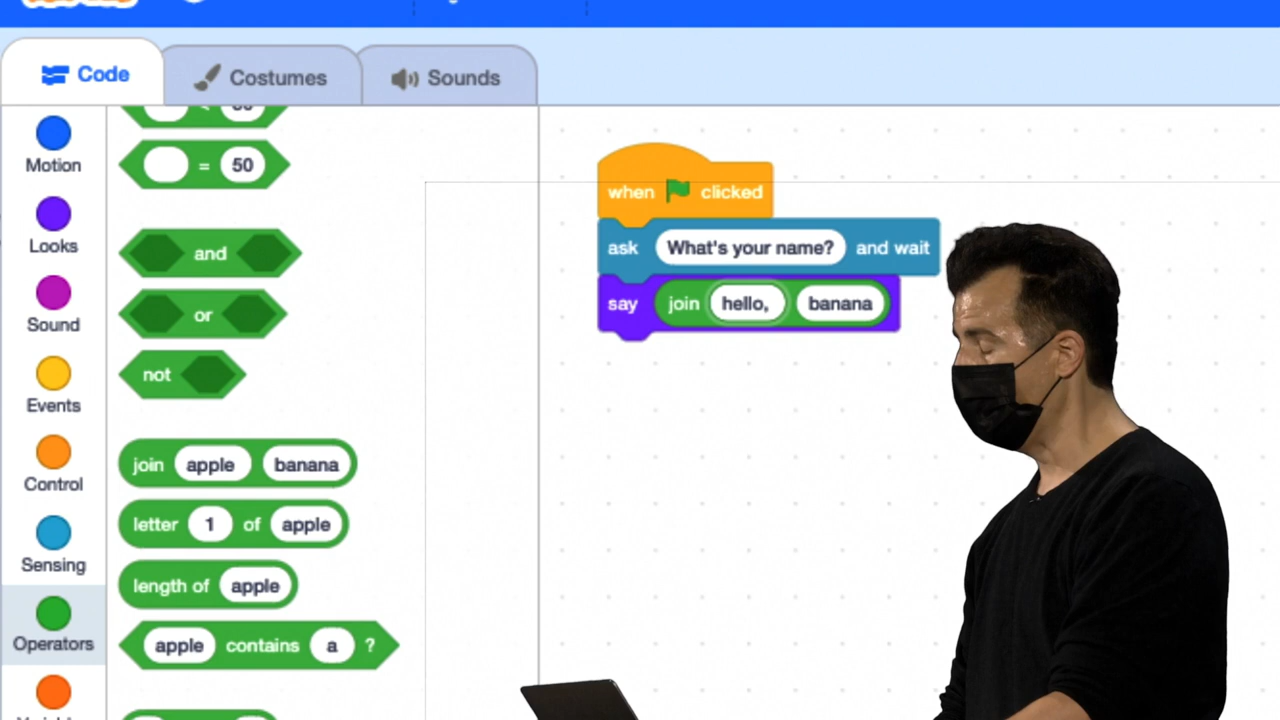 Code
Costumes
Sounds
Motion
Looks
Sound
Events
Control
Sensing
Operators
= 50
and
or
not
join apple banana
letter 1 of apple
length of apple
apple contains a ?
when clicked
ask What's your name? and wait
say join hello, banana